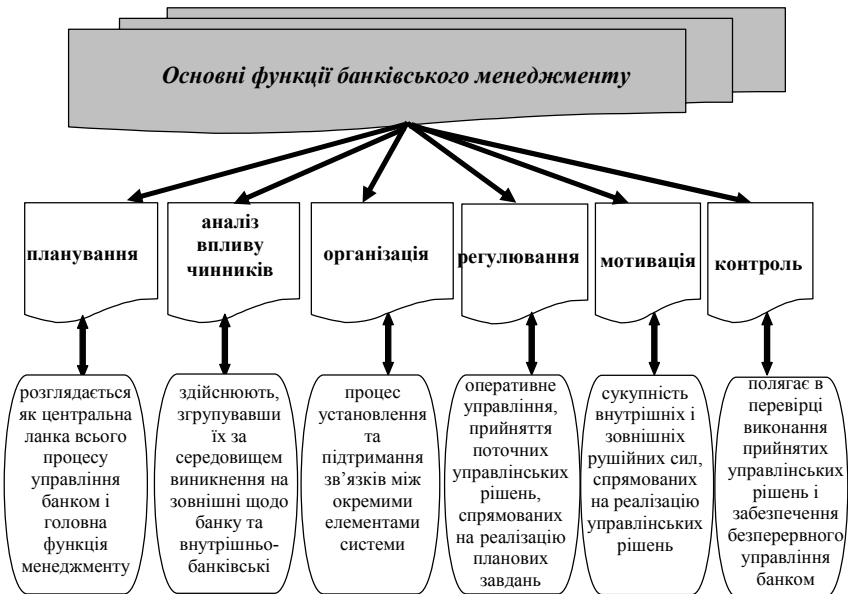 Основні функції банківського менеджменту
планування
аналіз
впливу
чинників
організація
регулювання
мотивація
контроль
розглядається
як центральна
ланка всього
процесу
управління
банком і
головна
функція
менеджменту
здійснюють,
згрупувавши
їх за
середовищем
виникнення на
зовнішні щодо
банку та
внутрішньо-
банківські
процес
установлення
та
підтримання
зв’язків між
окремими
елементами
системи
оперативне
управління,
прийняття
поточних
управлінських
рішень,
спрямованих
на реалізацію
планових
завдань
сукупність
внутрішніх і
зовнішніх
рушійних сил,
спрямованих
на реалізацію
управлінських
рішень
полягає в
перевірці
виконання
прийнятих
управлінських
рішень і
забезпечення
безперервного
управління
банком